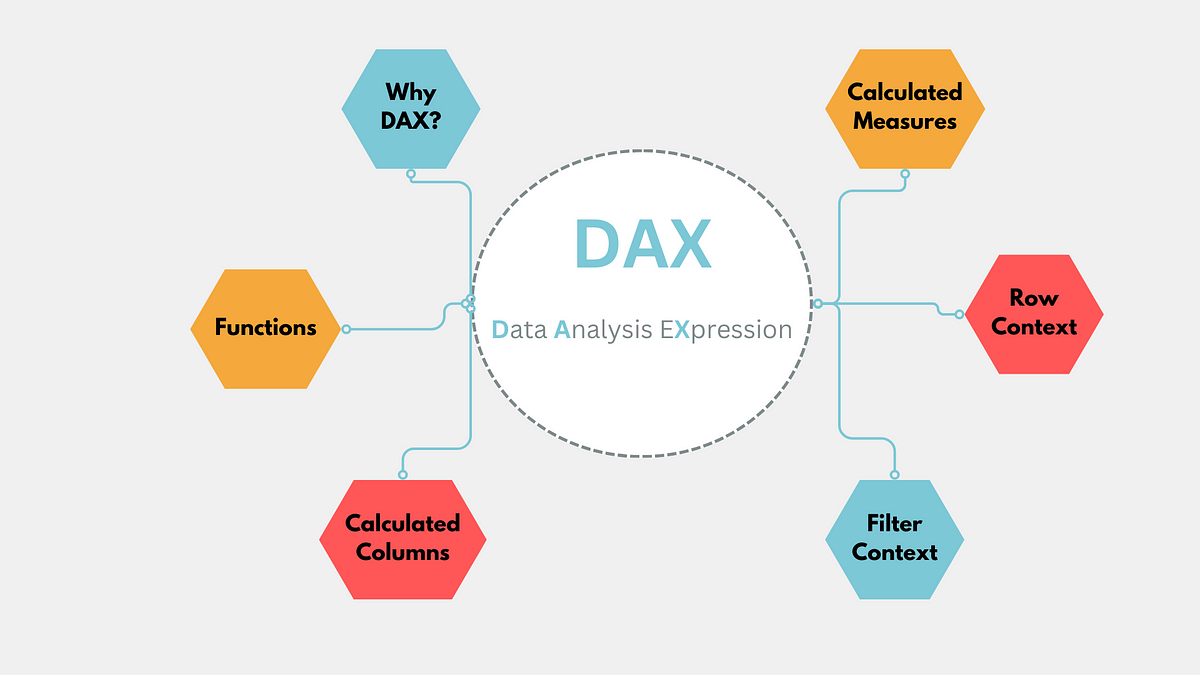 Why
DAX?
Calculated
Measures
DAX
Data Analysis EXpression
Functions
Row
Context
Calculated
Columns
Filter
Context